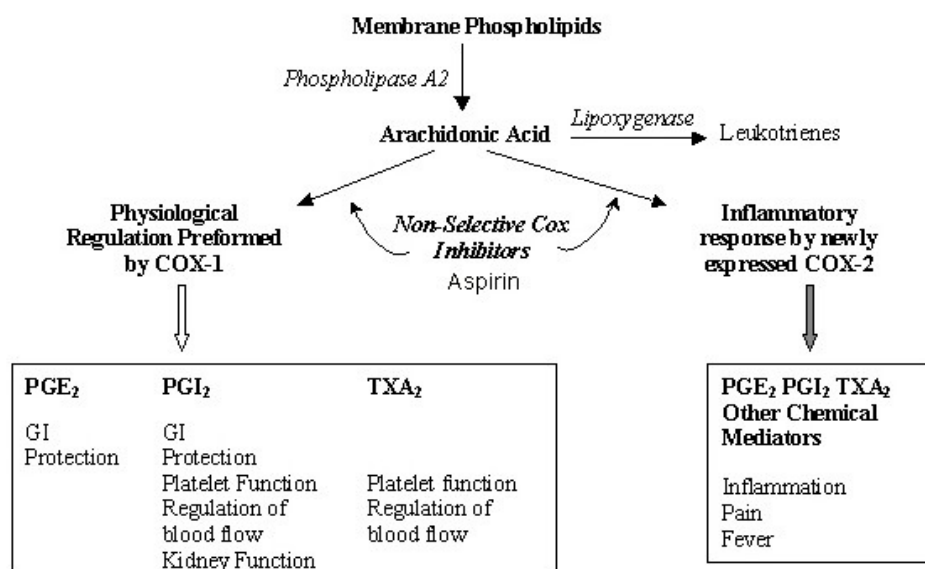 Membrane Phospholipids
Phospholipase A2
Lipoxygenase
Arachidonic Acid
Leukotrienes
Physiological
Regulation Preformed
by COX-1
Non-Selective Cox
Inhibitors
Aspirin
Inflammatory
response by newly
expressed COX-2
PGE₂ PGI₂ TXA₂
GI
Protection
GI
Protection
Platelet Function
Regulation of
blood flow
Kidney Function
Platelet function
Regulation of
blood flow
PGE₂ PGI₂ TXA₂
Other Chemical
Mediators
Inflammation
Pain
Fever